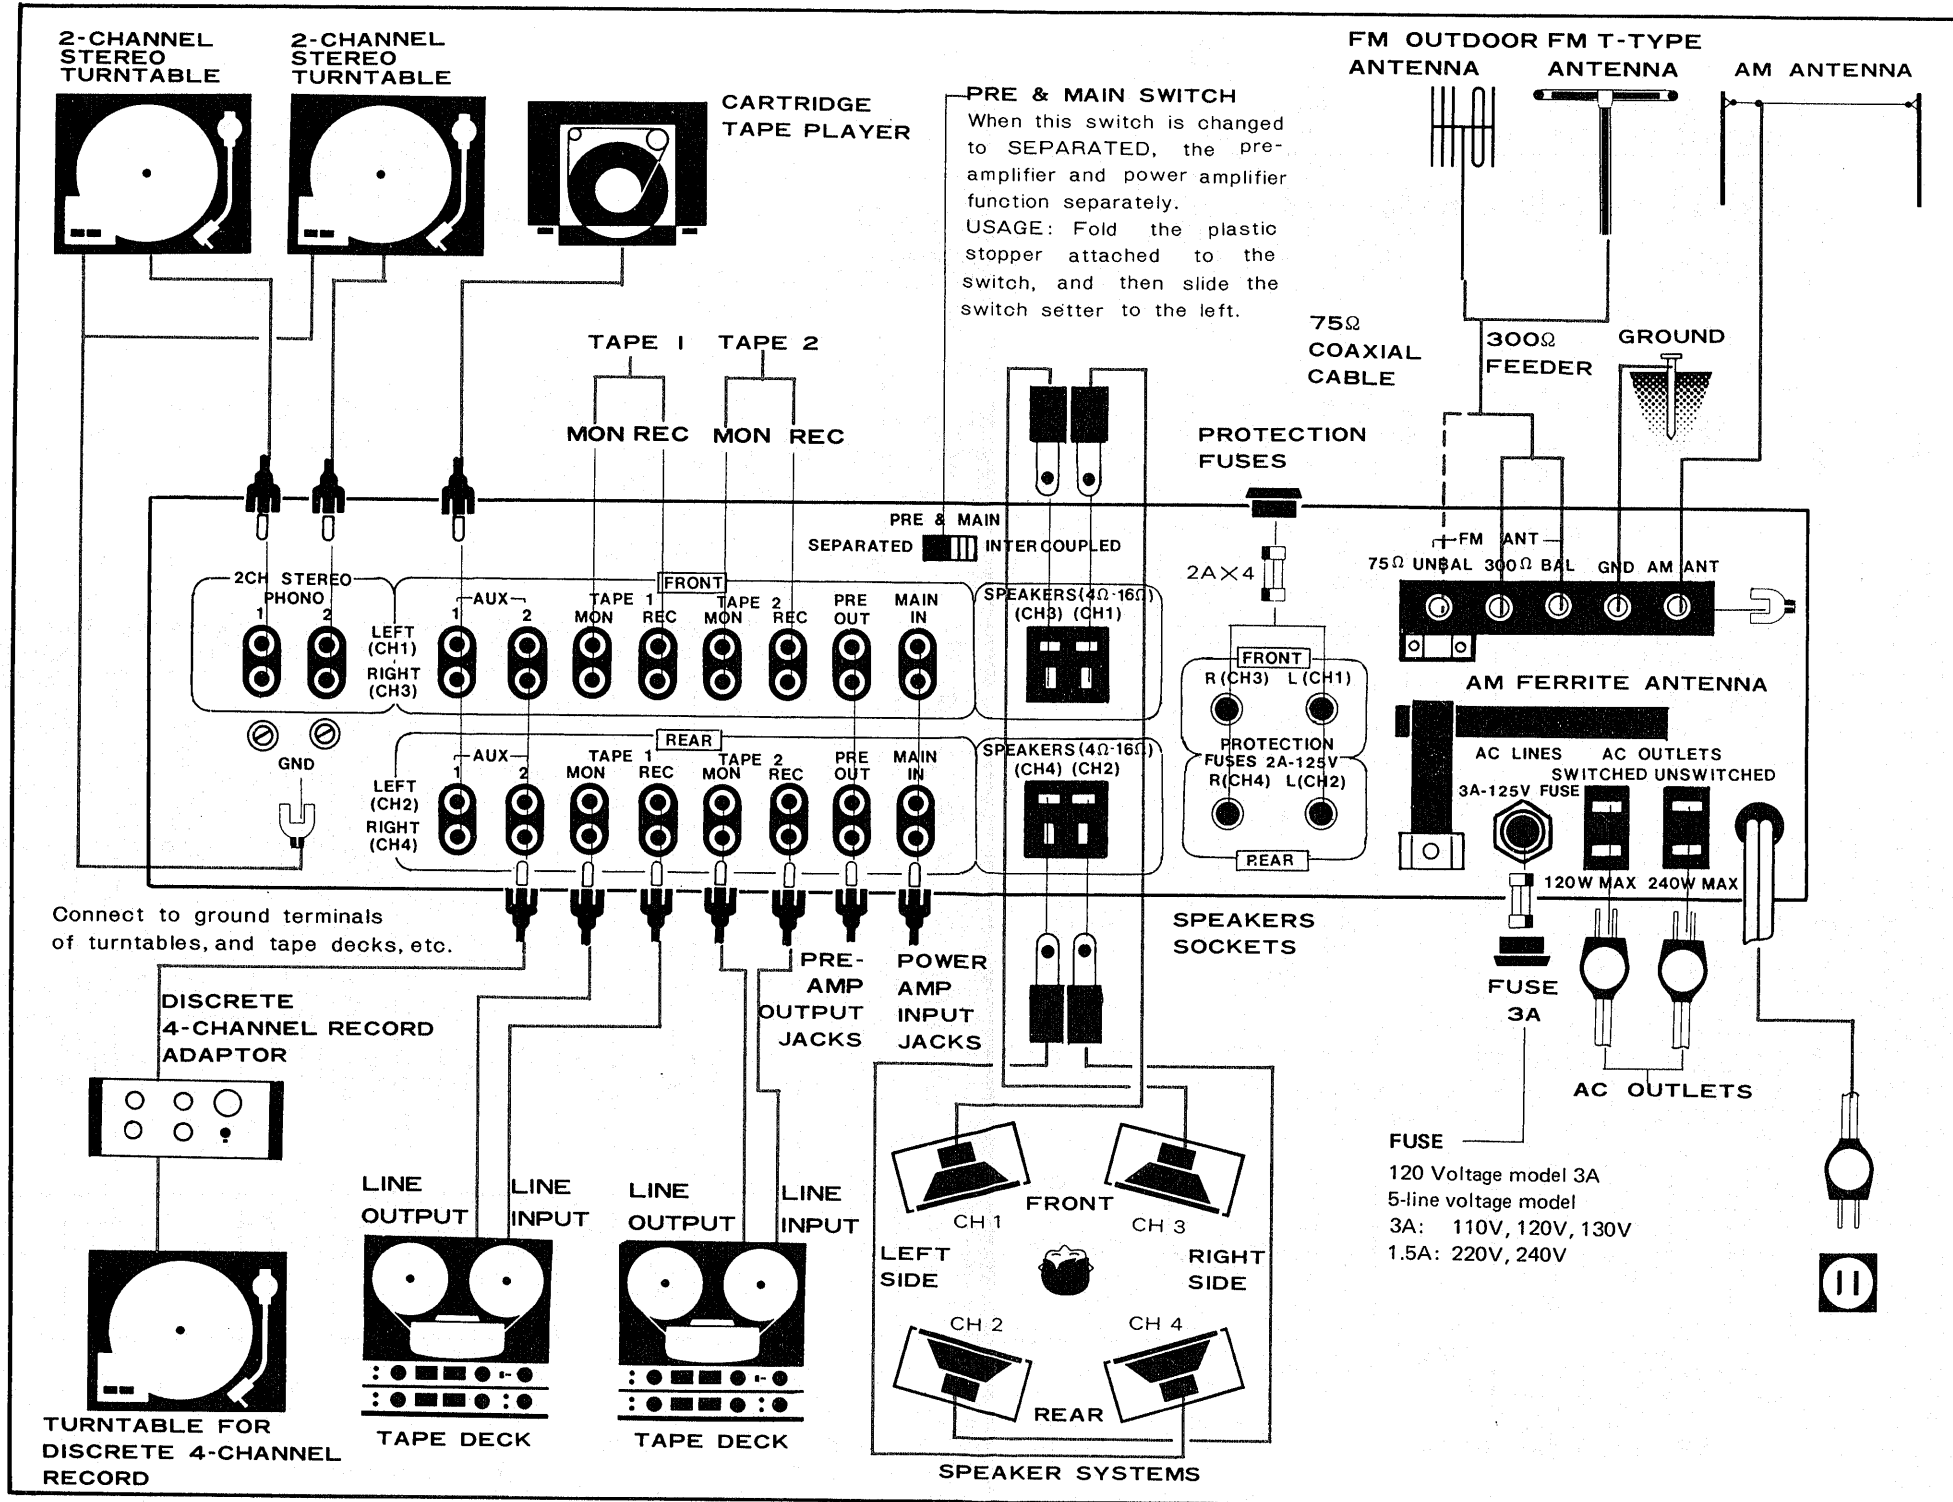 2-CHANNEL
STEREO
TURNTABLE
2-CHANNEL
STEREO
TURNTABLE
CARTRIDGE
TAPE PLAYER
PRE & MAIN SWITCH
When this switch is changed
to SEPARATED, the pre-
amplifier and power amplifier
function separately.
USAGE: Fold the plastic
stopper attached to the
switch, and then slide the
switch setter to the left.
FM OUTDOOR
ANTENNA
FM T-TYPE
ANTENNA
AM ANTENNA
75Ω
COAXIAL
CABLE
300Ω
FEEDER
GROUND
TAPE 1
TAPE 2
MON REC
MON REC
PROTECTION
FUSES
2A×4
PRE & MAIN
SEPARATED
INTERCOUPLED
2CH STEREO
PHONO
1
2
FRONT
LEFT
(CH1)
RIGHT
(CH3)
1
AUX
2
TAPE 1
MON
REC
TAPE 2
MON
REC
PRE
OUT
MAIN
IN
SPEAKERS (4Ω-16Ω)
(CH3) (CH1)
FM ANT
75Ω UNBAL 300Ω BAL GND AM ANT
FRONT
R (CH3) L (CH1)
PROTECTION
FUSES 2A-125V
R(CH4) L(CH2)
REAR
AM FERRITE ANTENNA
GND
REAR
LEFT
(CH2)
RIGHT
(CH4)
1
AUX
2
TAPE 1
MON
REC
TAPE 2
MON
REC
PRE
OUT
MAIN
IN
SPEAKERS (4Ω-16Ω)
(CH4) (CH2)
AC LINES
3A-125V FUSE
AC OUTLETS
SWITCHED UNSWITCHED
120W MAX 240W MAX
Connect to ground terminals
of turntables, and tape decks, etc.
SPEAKERS
SOCKETS
PRE-
AMP
OUTPUT
JACKS
POWER
AMP
INPUT
JACKS
FUSE
3A
AC OUTLETS
DISCRETE
4-CHANNEL RECORD
ADAPTOR
LINE
OUTPUT
LINE
INPUT
LINE
OUTPUT
LINE
INPUT
FUSE
120 Voltage model 3A
5-line voltage model
3A: 110V, 120V, 130V
1.5A: 220V, 240V
FRONT
CH 1
CH 3
LEFT
SIDE
RIGHT
SIDE
CH 2
CH 4
REAR
TURNTABLE FOR
DISCRETE 4-CHANNEL
RECORD
TAPE DECK
TAPE DECK
SPEAKER SYSTEMS